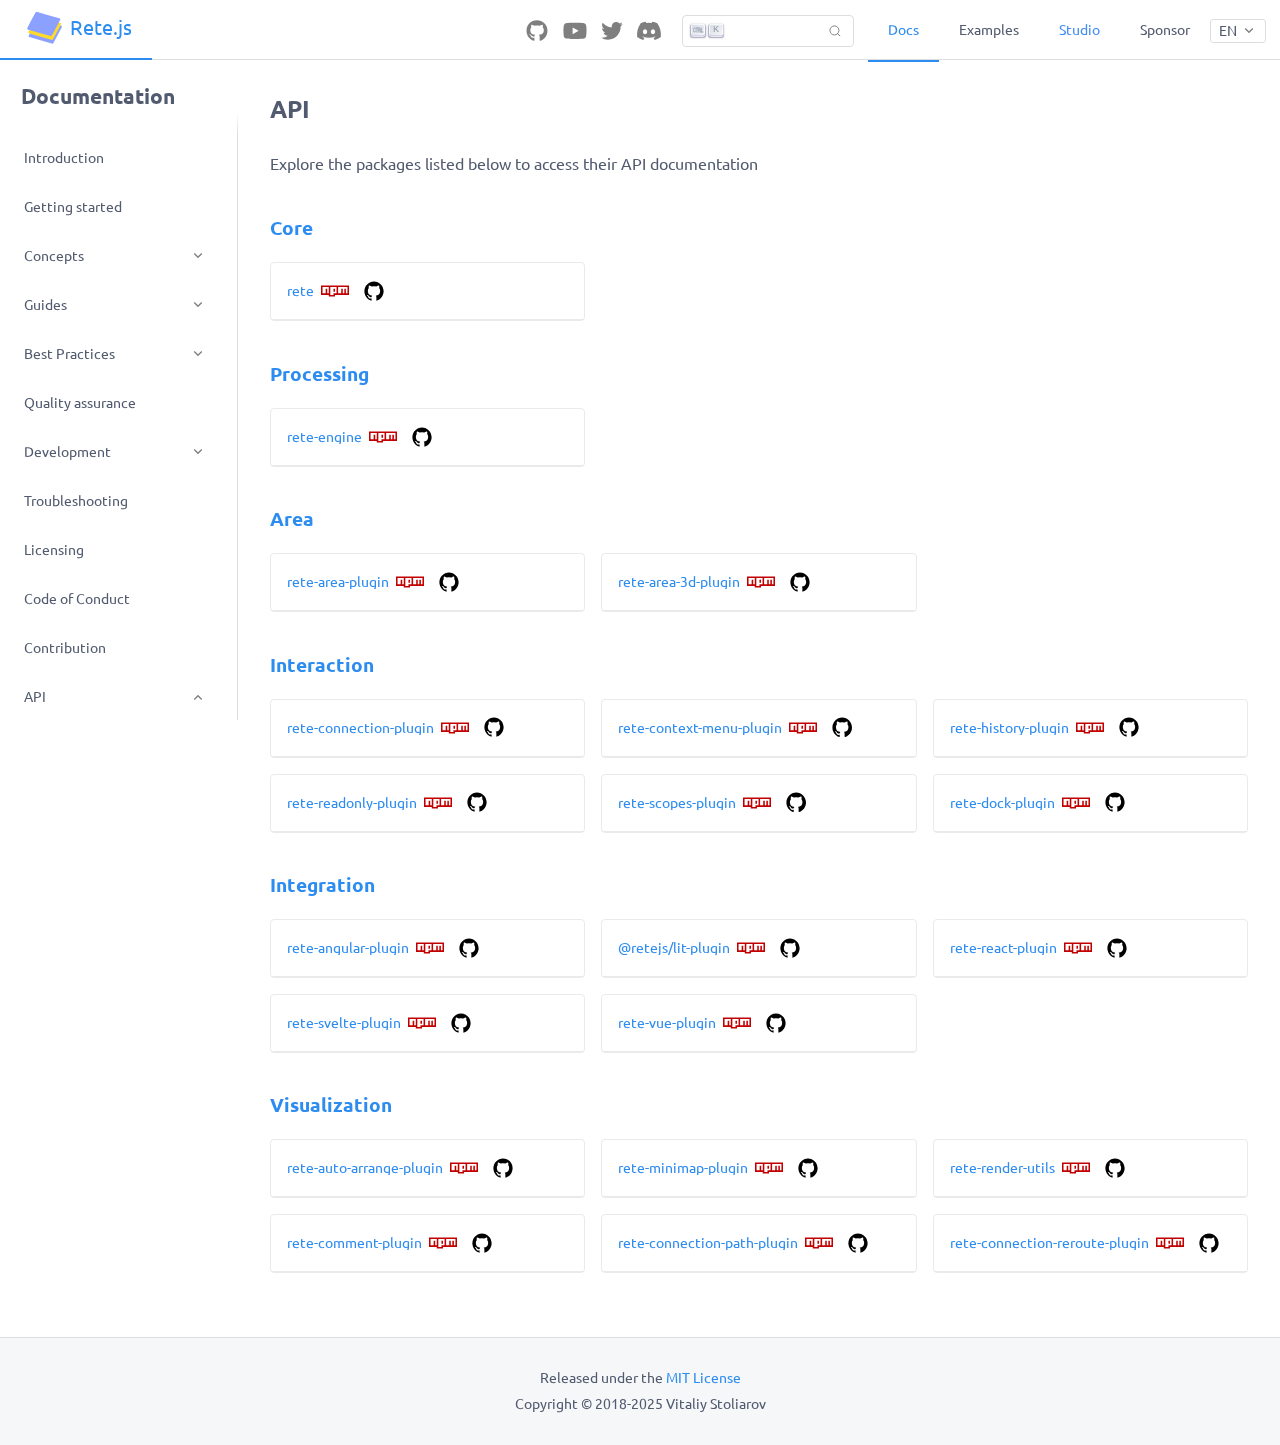 Rete.js
K
Docs
Examples
Studio
Sponsor
EN
Documentation
Introduction
Getting started
Concepts
Guides
Best Practices
Quality assurance
Development
Troubleshooting
Licensing
Code of Conduct
Contribution
API
API
Explore the packages listed below to access their API documentation
Core
rete npm
Processing
rete-engine npm
Area
rete-area-plugin npm
rete-area-3d-plugin npm
Interaction
rete-connection-plugin npm
rete-context-menu-plugin npm
rete-history-plugin npm
rete-readonly-plugin npm
rete-scopes-plugin npm
rete-dock-plugin npm
Integration
rete-angular-plugin npm
@retejs/lit-plugin npm
rete-react-plugin npm
rete-svelte-plugin npm
rete-vue-plugin npm
Visualization
rete-auto-arrange-plugin npm
rete-minimap-plugin npm
rete-render-utils npm
rete-comment-plugin npm
rete-connection-path-plugin npm
rete-connection-reroute-plugin npm
Released under the MIT License
Copyright © 2018-2025 Vitaliy Stoliarov